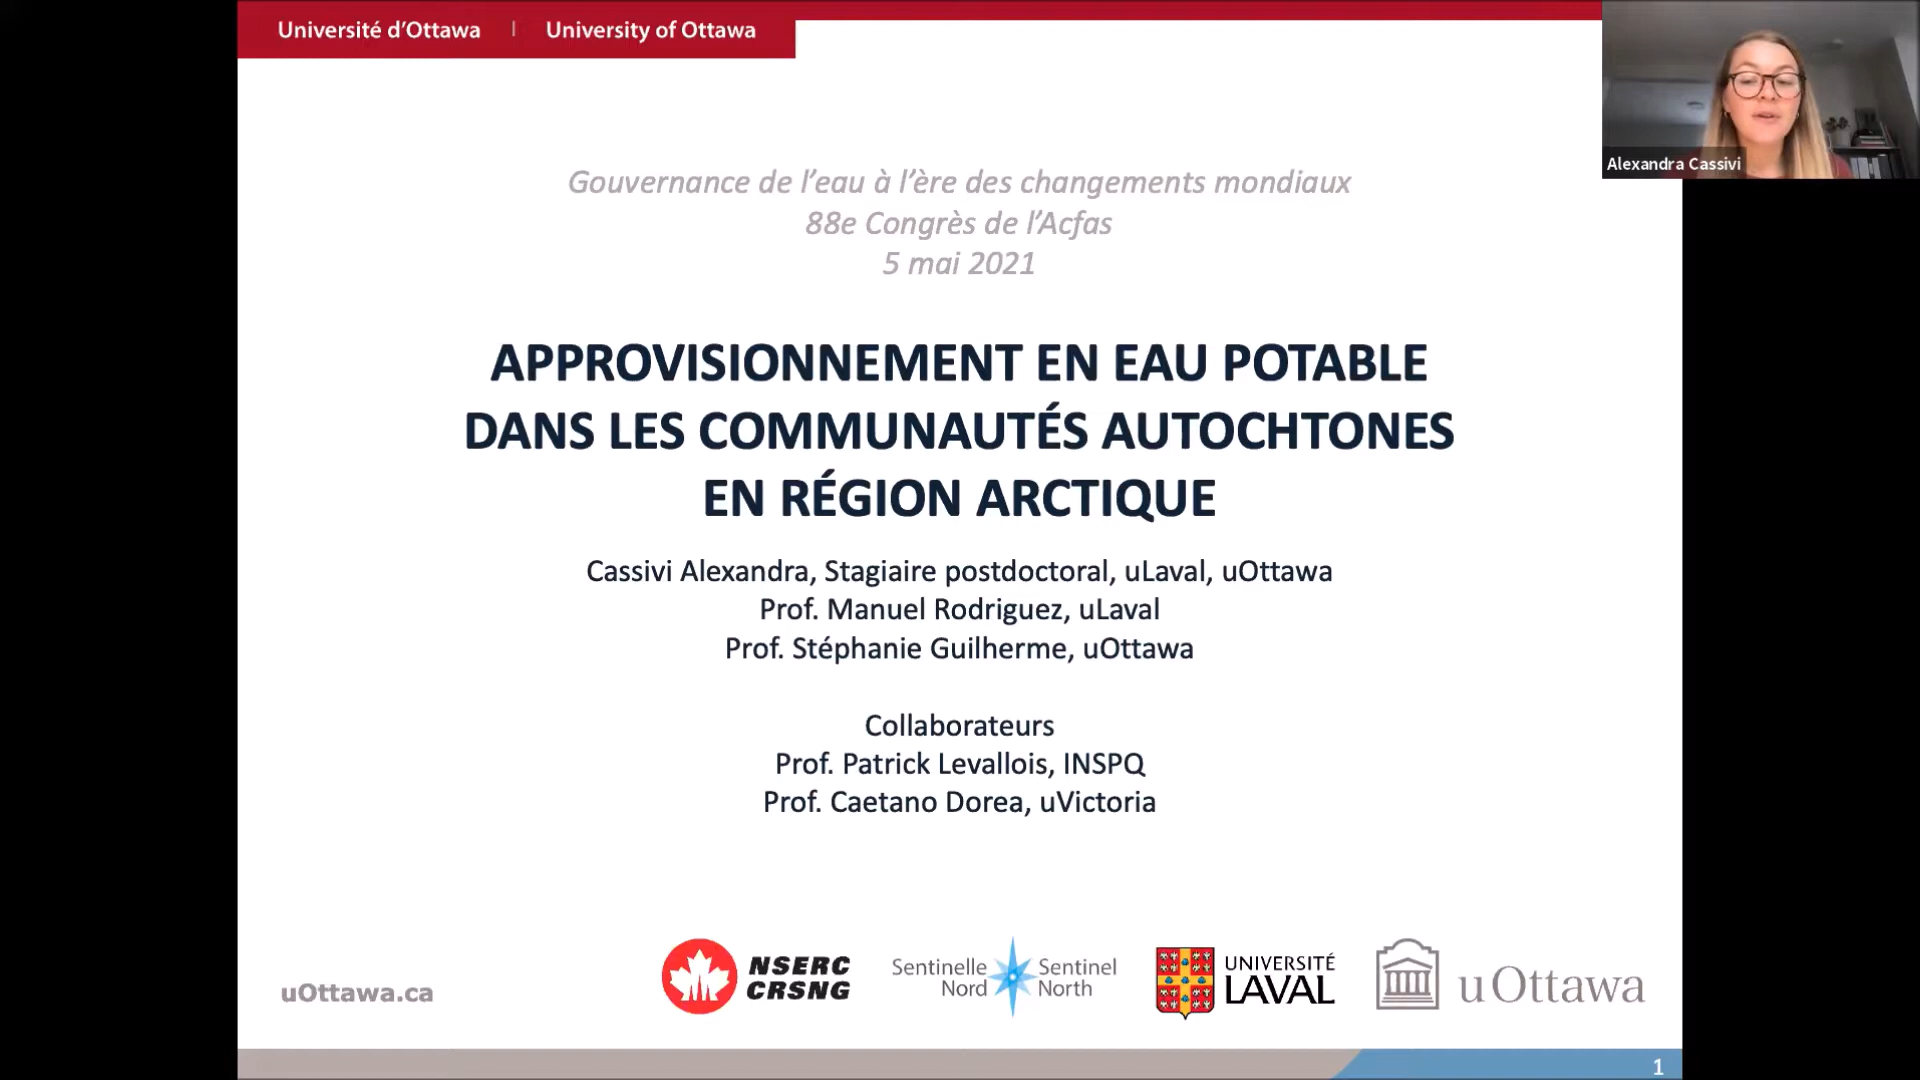 Université d'Ottawa | University of Ottawa
Alexandra Cassivi
Gouvernance de l'eau à l'ère des changements mondiaux
88e Congrès de l'Acfas
5 mai 2021
APPROVISIONNEMENT EN EAU POTABLE
DANS LES COMMUNAUTÉS AUTOCHTONES
EN RÉGION ARCTIQUE
Cassivi Alexandra, Stagiaire postdoctoral, uLaval, uOttawa
Prof. Manuel Rodriguez, uLaval
Prof. Stéphanie Guilherme, uOttawa
Collaborateurs
Prof. Patrick Levallois, INSPQ
Prof. Caetano Dorea, uVictoria
uOttawa.ca
NSERC
CRSNG
Sentinelle Nord
Sentinel North
UNIVERSITÉ
LAVAL
uOttawa
1